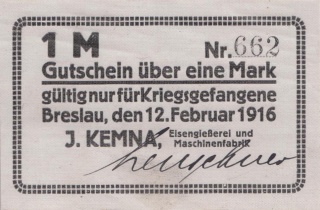 1 M Nr. 662
Gutschein über eine Mark
gültig nur für Kriegsgefangene
Breslau, den 12. Februar 1916
J. KEMNA, Eisengießerei und
Maschinenfabrik